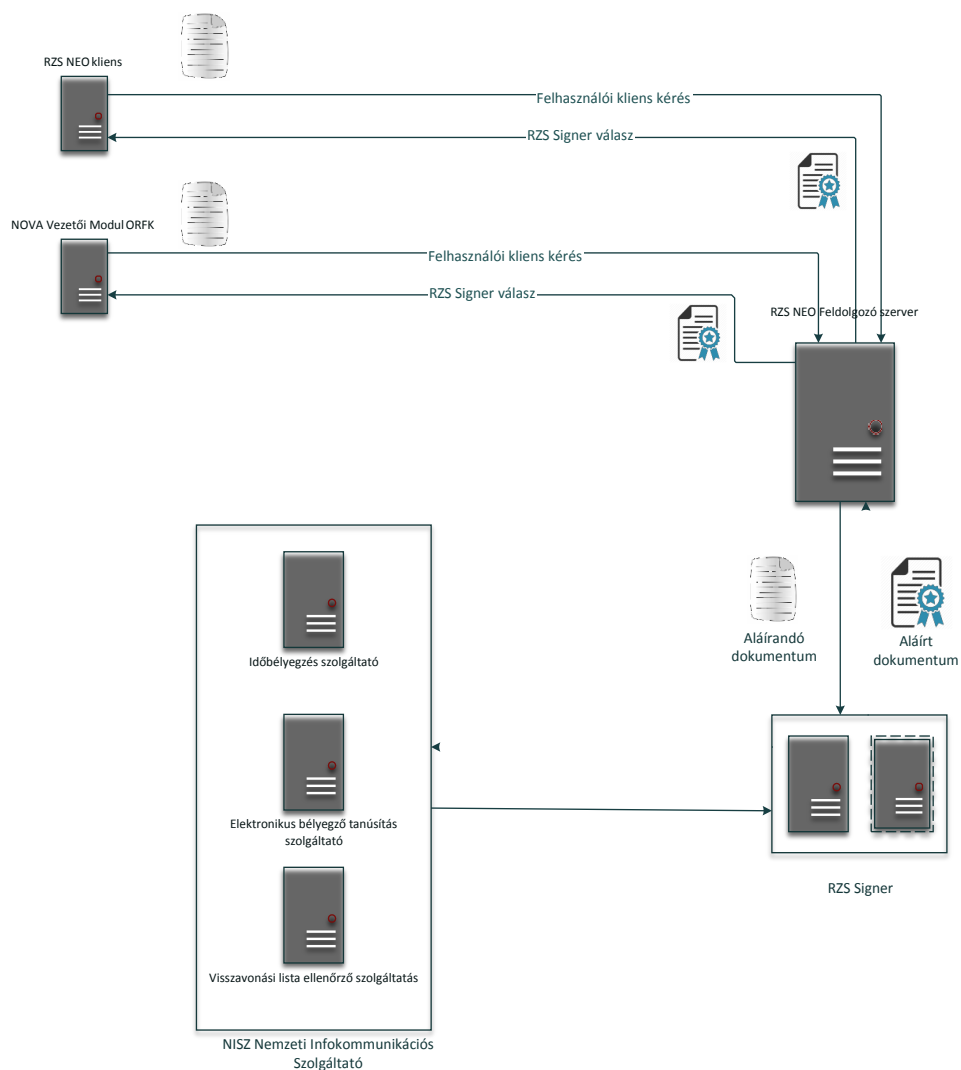 RZS NEO kliens
Felhasználói kliens kérés
RZS Signer válasz
NOVA Vezetői Modul ORFK
Felhasználói kliens kérés
RZS Signer válasz
RZS NEO Feldolgozó szerver
Aláírandó
dokumentum
Aláírt
dokumentum
Időbélyegzés szolgáltató
Elektronikus bélyegző tanúsítás
szolgáltató
Visszavonási lista ellenőrző szolgáltatás
RZS Signer
NISZ Nemzeti Infokommunikációs
Szolgáltató